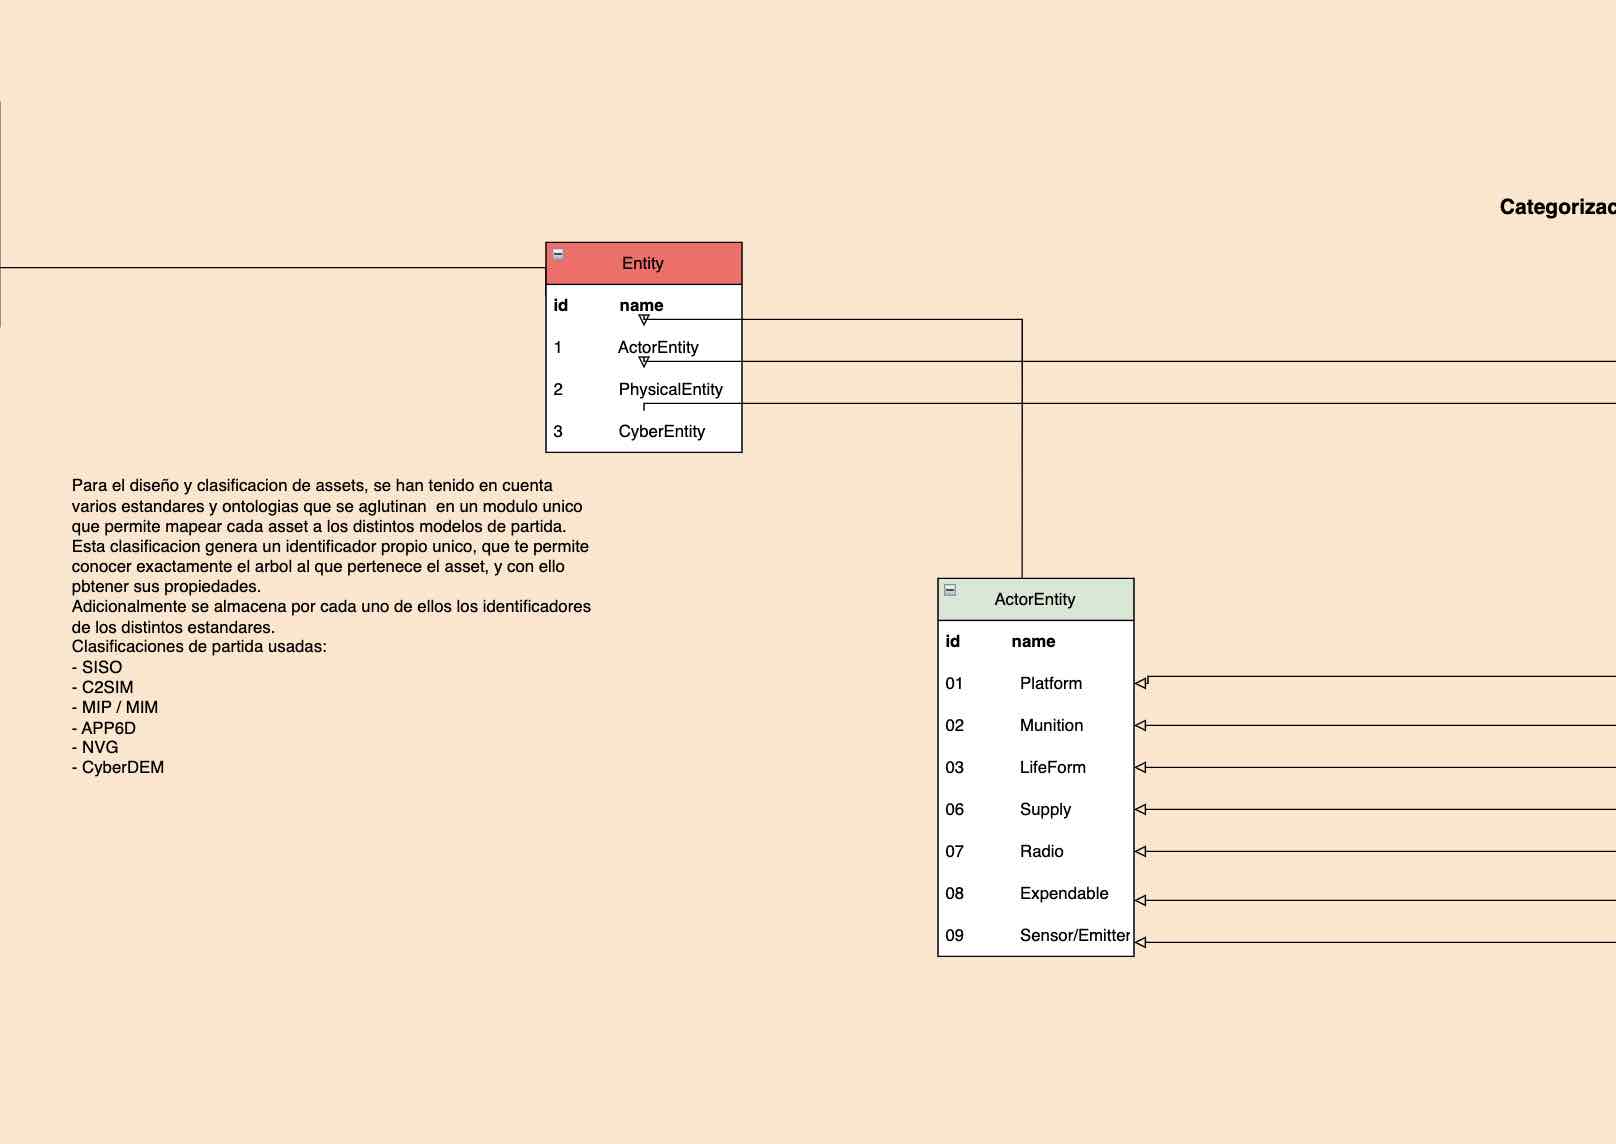 Categorizac
Entity
id name
1 ActorEntity
2 PhysicalEntity
3 CyberEntity
Para el diseño y clasificacion de assets, se han tenido en cuenta
varios estandares y ontologias que se aglutinan  en un modulo unico
que permite mapear cada asset a los distintos modelos de partida.
Esta clasificacion genera un identificador propio unico, que te permite
conocer exactamente el arbol al que pertenece el asset, y con ello
pbtener sus propiedades.
Adicionalmente se almacena por cada uno de ellos los identificadores
de los distintos estandares.
Clasificaciones de partida usadas:
- SISO
- C2SIM
- MIP / MIM
- APP6D
- NVG
- CyberDEM
ActorEntity
id name
01 Platform
02 Munition
03 LifeForm
06 Supply
07 Radio
08 Expendable
09 Sensor/Emitter